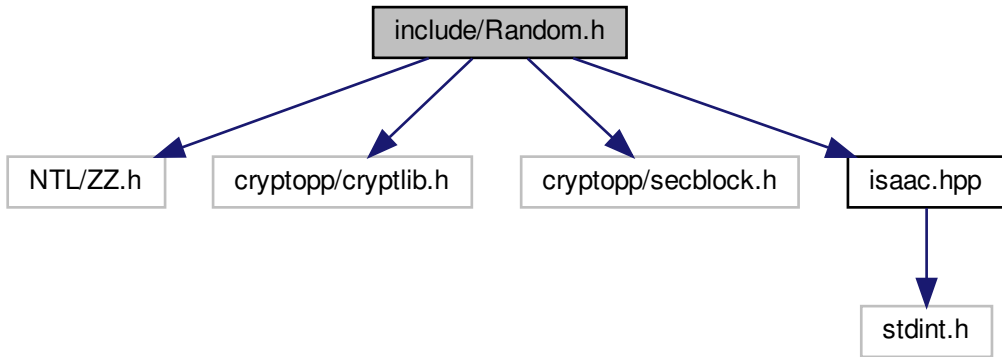 include/Random.h
NTL/ZZ.h
cryptopp/cryptlib.h
cryptopp/secblock.h
isaac.hpp
stdint.h